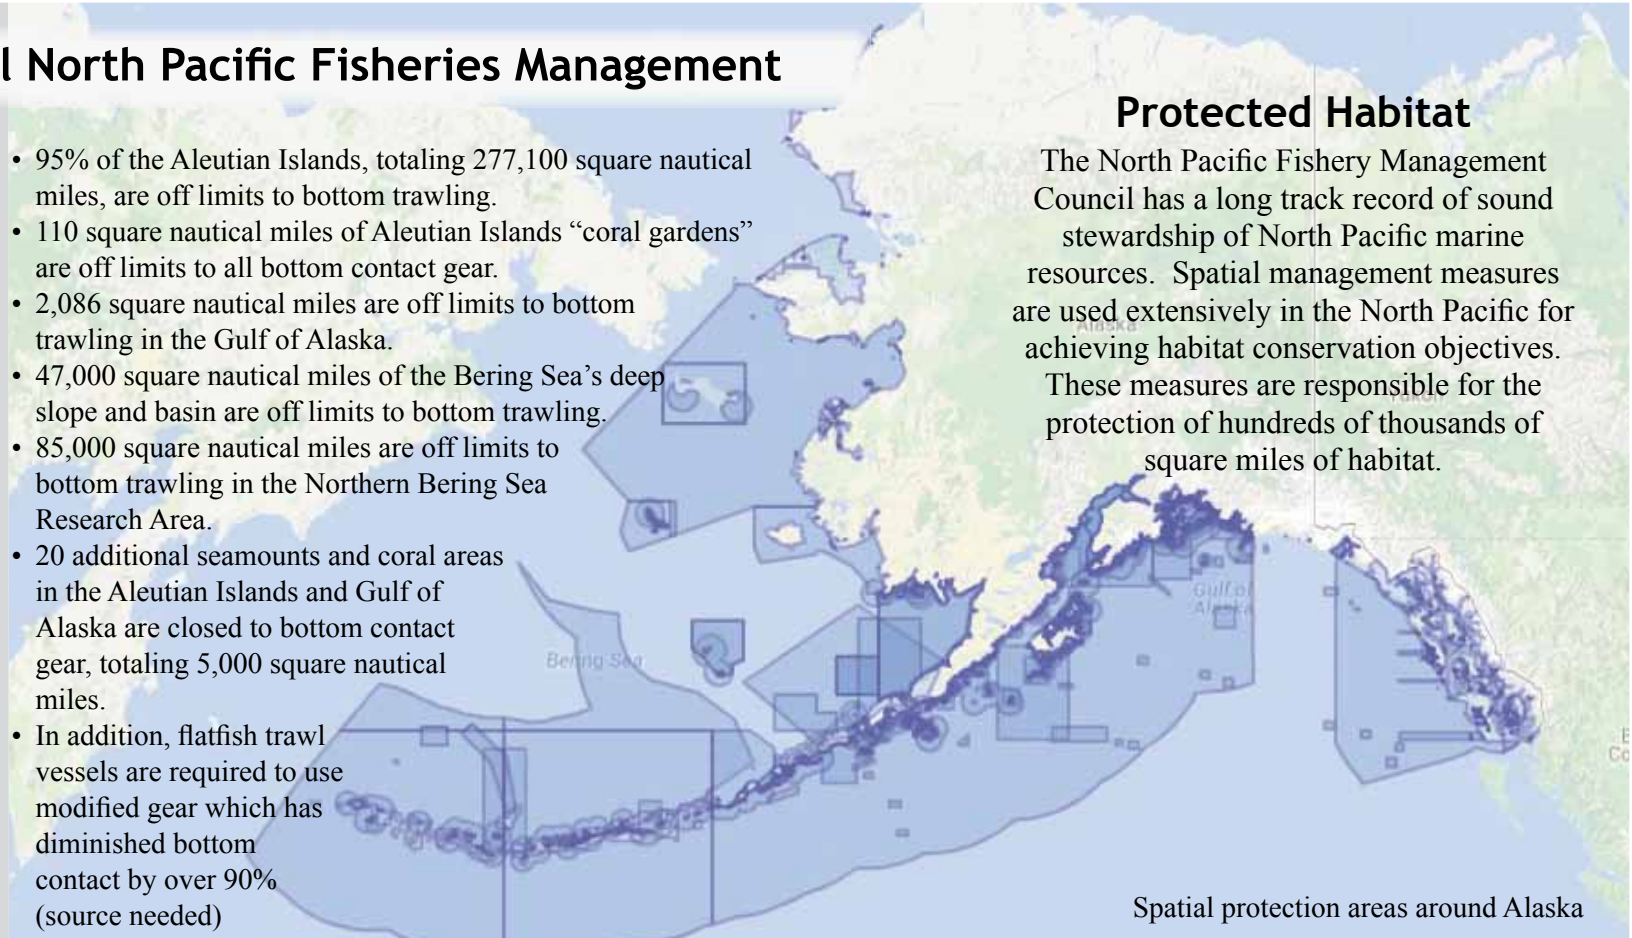 l North Pacific Fisheries Management
• 95% of the Aleutian Islands, totaling 277,100 square nautical
miles, are off limits to bottom trawling.
• 110 square nautical miles of Aleutian Islands “coral gardens”
are off limits to all bottom contact gear.
• 2,086 square nautical miles are off limits to bottom
trawling in the Gulf of Alaska.
• 47,000 square nautical miles of the Bering Sea’s deep
slope and basin are off limits to bottom trawling.
• 85,000 square nautical miles are off limits to
bottom trawling in the Northern Bering Sea
Research Area.
• 20 additional seamounts and coral areas
in the Aleutian Islands and Gulf of
Alaska are closed to bottom contact
gear, totaling 5,000 square nautical
miles.
• In addition, flatfish trawl
vessels are required to use
modified gear which has
diminished bottom
contact by over 90%
(source needed)
Protected Habitat
The North Pacific Fishery Management
Council has a long track record of sound
stewardship of North Pacific marine
resources. Spatial management measures
are used extensively in the North Pacific for
achieving habitat conservation objectives.
These measures are responsible for the
protection of hundreds of thousands of
square miles of habitat.
Alaska
Yukon
Gulf of
Alaska
Bering Sea
Spatial protection areas around Alaska